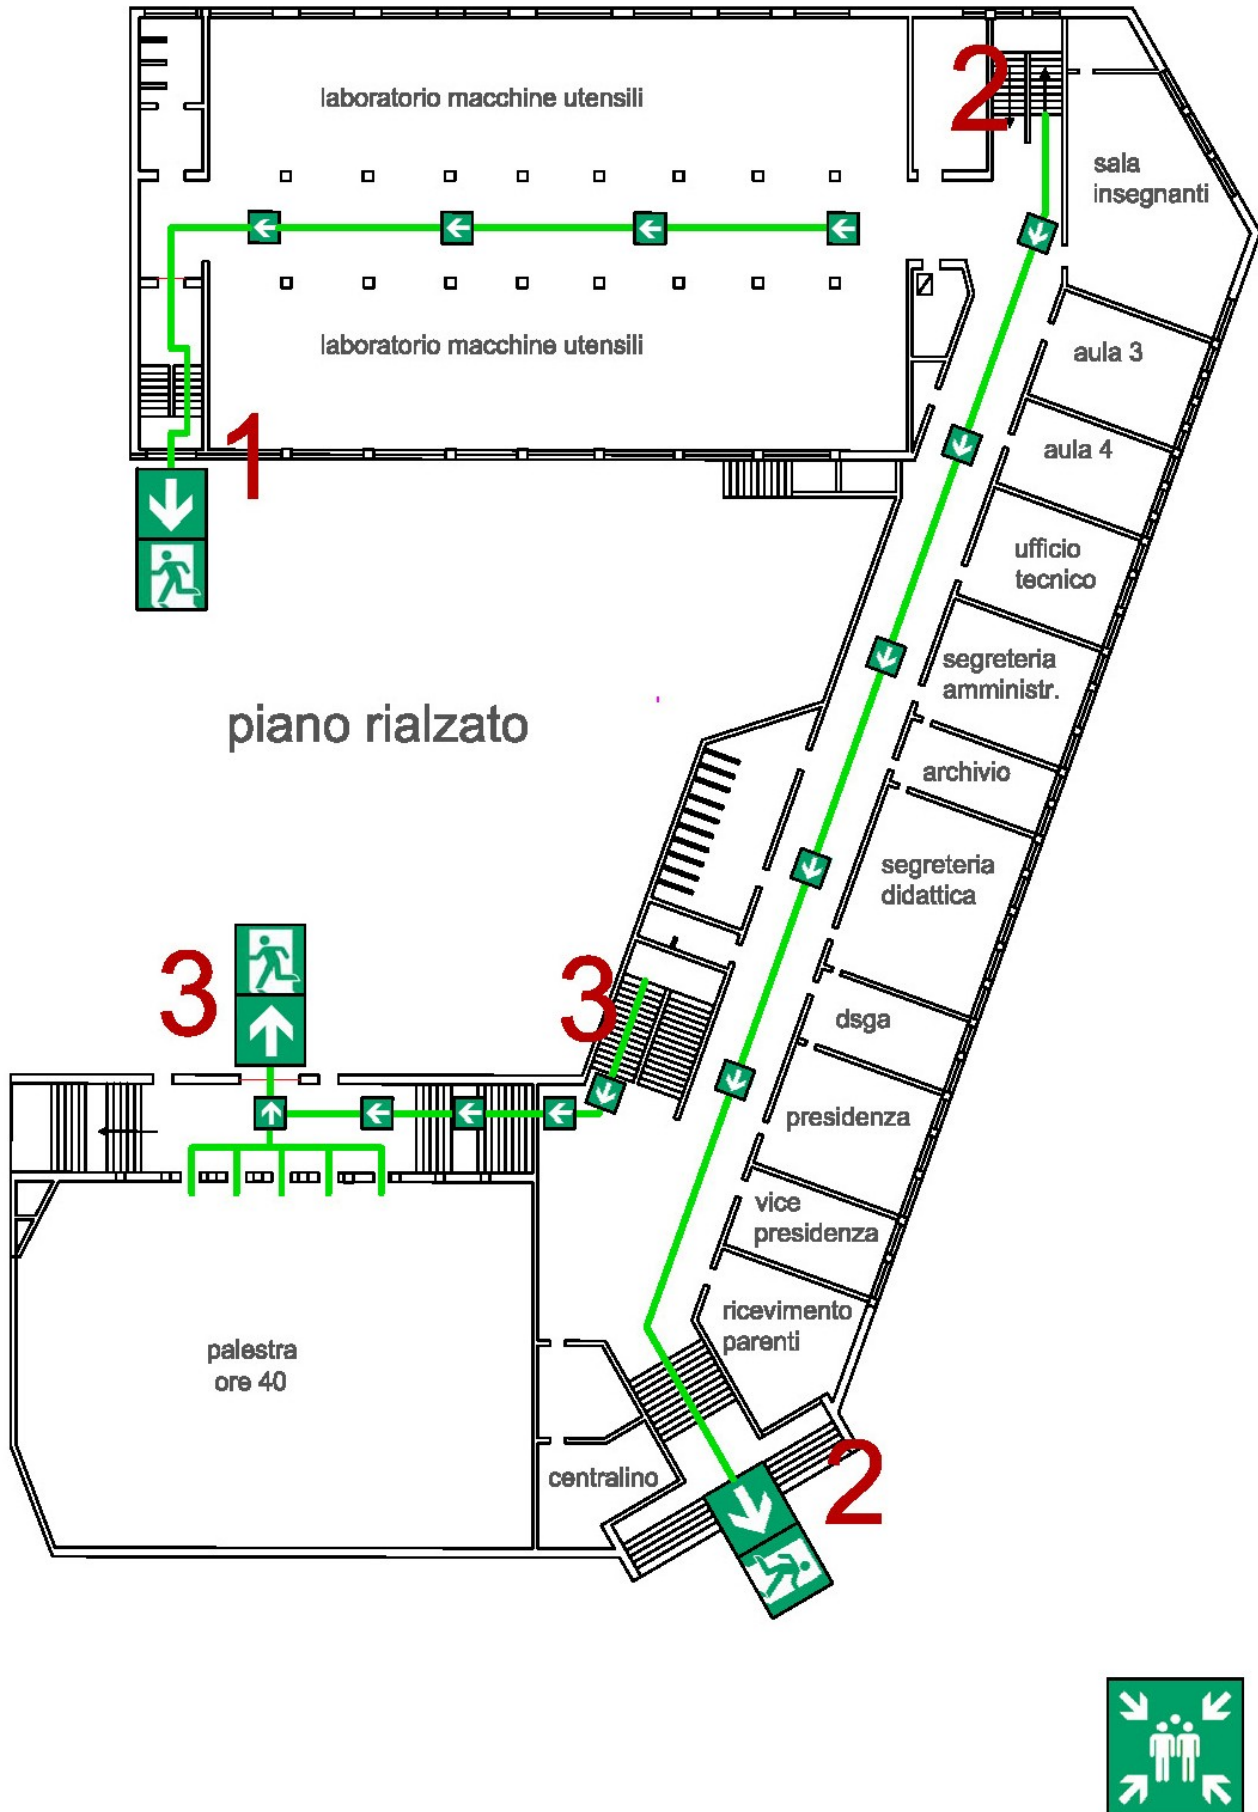 laboratorio macchine utensili
2
sala
insegnanti
laboratorio macchine utensili
aula 3
1
aula 4
ufficio
tecnico
segreteria
amministr.
piano rialzato
archivio
segreteria
didattica
3
3
dsga
presidenza
vice
presidenza
ricevimento
parenti
palestra
ore 40
centralino
2